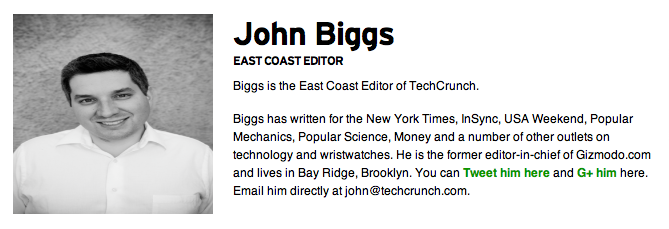 John Biggs
EAST COAST EDITOR
Biggs is the East Coast Editor of TechCrunch.
Biggs has written for the New York Times, InSync, USA Weekend, Popular
Mechanics, Popular Science, Money and a number of other outlets on
technology and wristwatches. He is the former editor-in-chief of Gizmodo.com
and lives in Bay Ridge, Brooklyn. You can Tweet him here and G+ him here.
Email him directly at john@techcrunch.com.